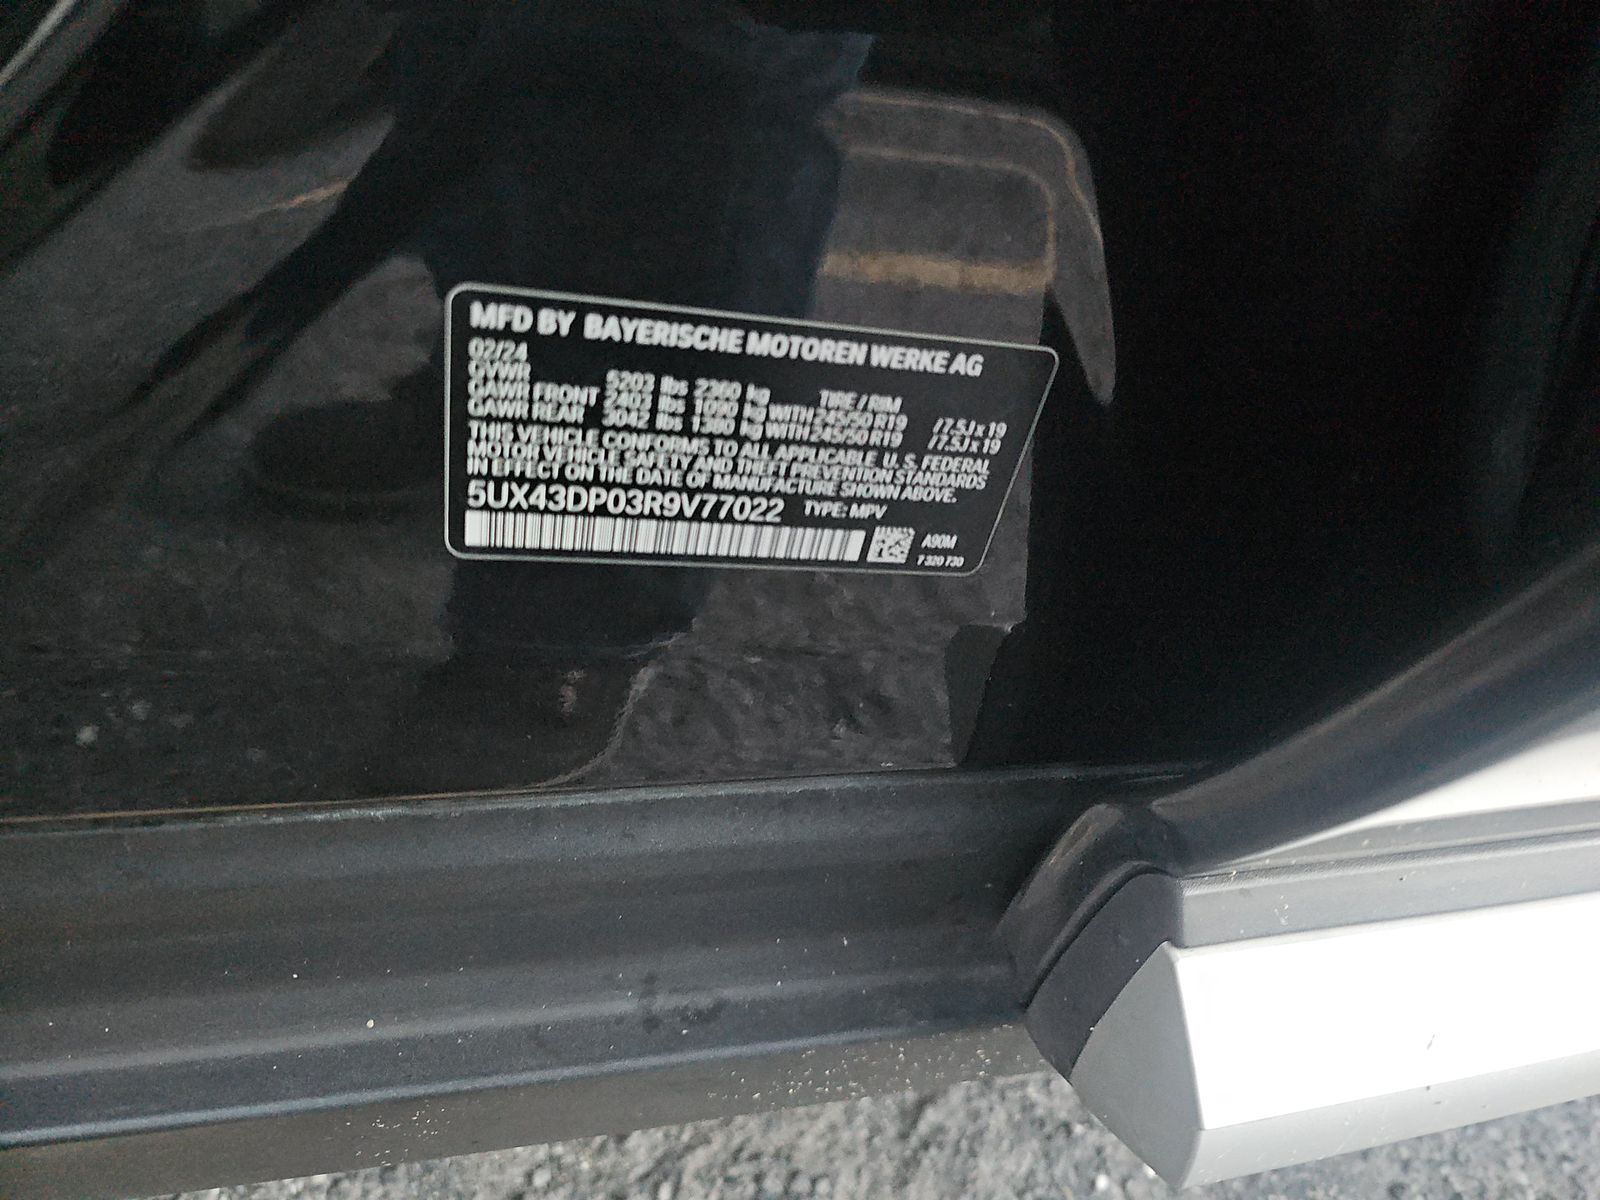 MFD BY BAYERISCHE MOTOREN WERKE AG
02/24
GVWR 5203 lbs 2360 kg TIRE / RIM
GAWR FRONT 2403 lbs 1090 kg WITH 245/50 R19 /7.5J x 19
GAWR REAR 3042 lbs 1380 kg WITH 245/50 R19 /7.5J x 19
THIS VEHICLE CONFORMS TO ALL APPLICABLE U. S. FEDERAL
MOTOR VEHICLE SAFETY AND THEFT PREVENTION STANDARDS
IN EFFECT ON THE DATE OF MANUFACTURE SHOWN ABOVE.
5UX43DP03R9V77022 TYPE: MPV
A90M
7 320 730